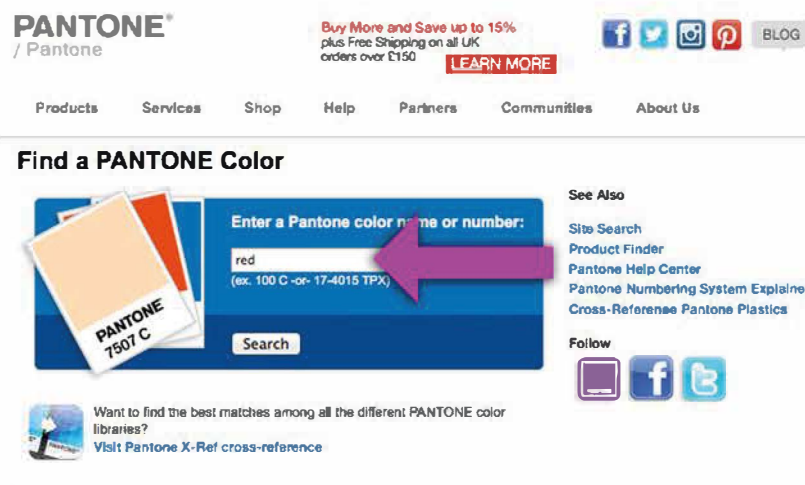 PANTONE®
/ Pantone
Buy More and Save up to 15%
plus Free Shipping on all UK
orders over £150
LEARN MORE
BLOG
Products Services Shop Help Partners Communities About Us
Find a PANTONE Color
Enter a Pantone color name or number:
red
(ex. 100 C -or- 17-4015 TPX)
Search
PANTONE
7507 C
See Also
Site Search
Product Finder
Pantone Help Center
Pantone Numbering System Explaine
Cross-Reference Pantone Plastics
Follow
Want to find the best matches among all the different PANTONE color
libraries?
Visit Pantone X-Ref cross-reference